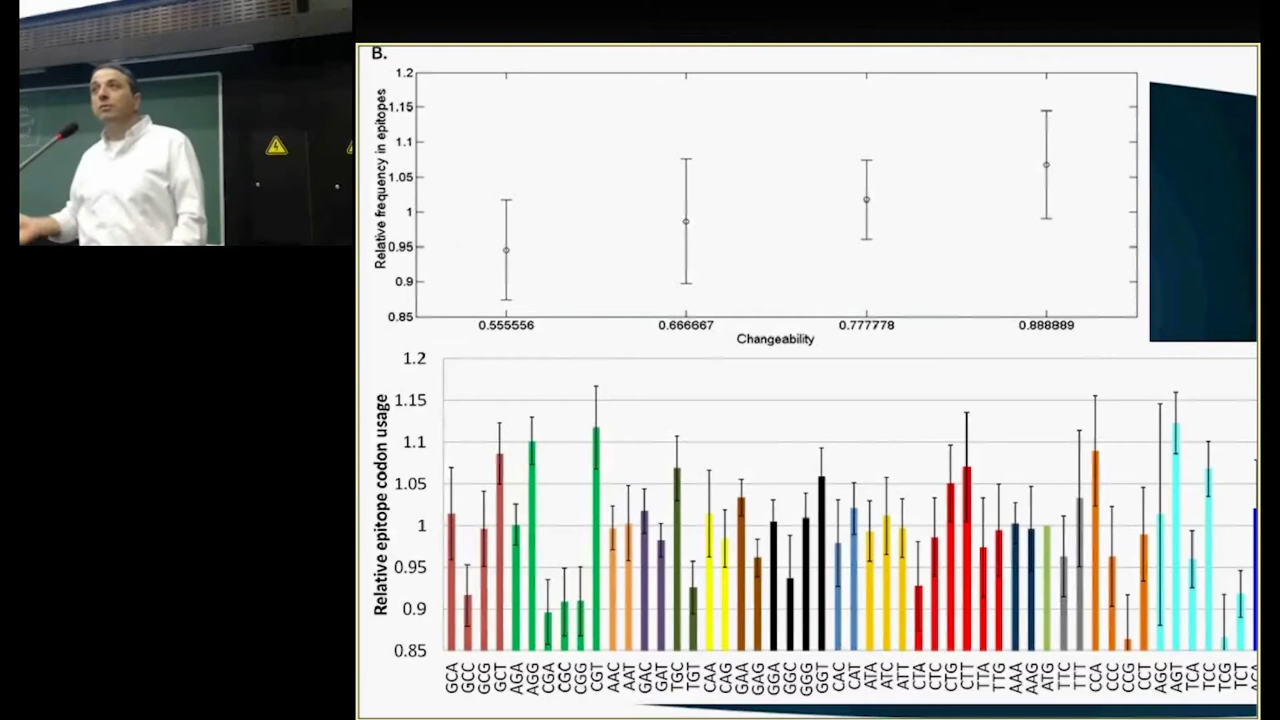 B.
Relative frequency in epitopes
1.2
1.15
1.1
1.05
1
0.95
0.9
0.85
0.555556 0.666667 0.777778 0.888889
Changeability
Relative epitope codon usage
1.2
1.15
1.1
1.05
1
0.95
0.9
0.85
GCA GCC GCG GCT AGA AGG CGA CGC CGG CGT AAC AAT GAC GAT TGC TGT CAA CAG GAA GAG GGA GGC GGG GGT CAC CAT ATA ATC ATT CTA CTC CTG CTT TTA TTG AAA AAG ATG TTC TTT CCA CCC CCG CCT AGC AGT TCA TCC TCG TCT